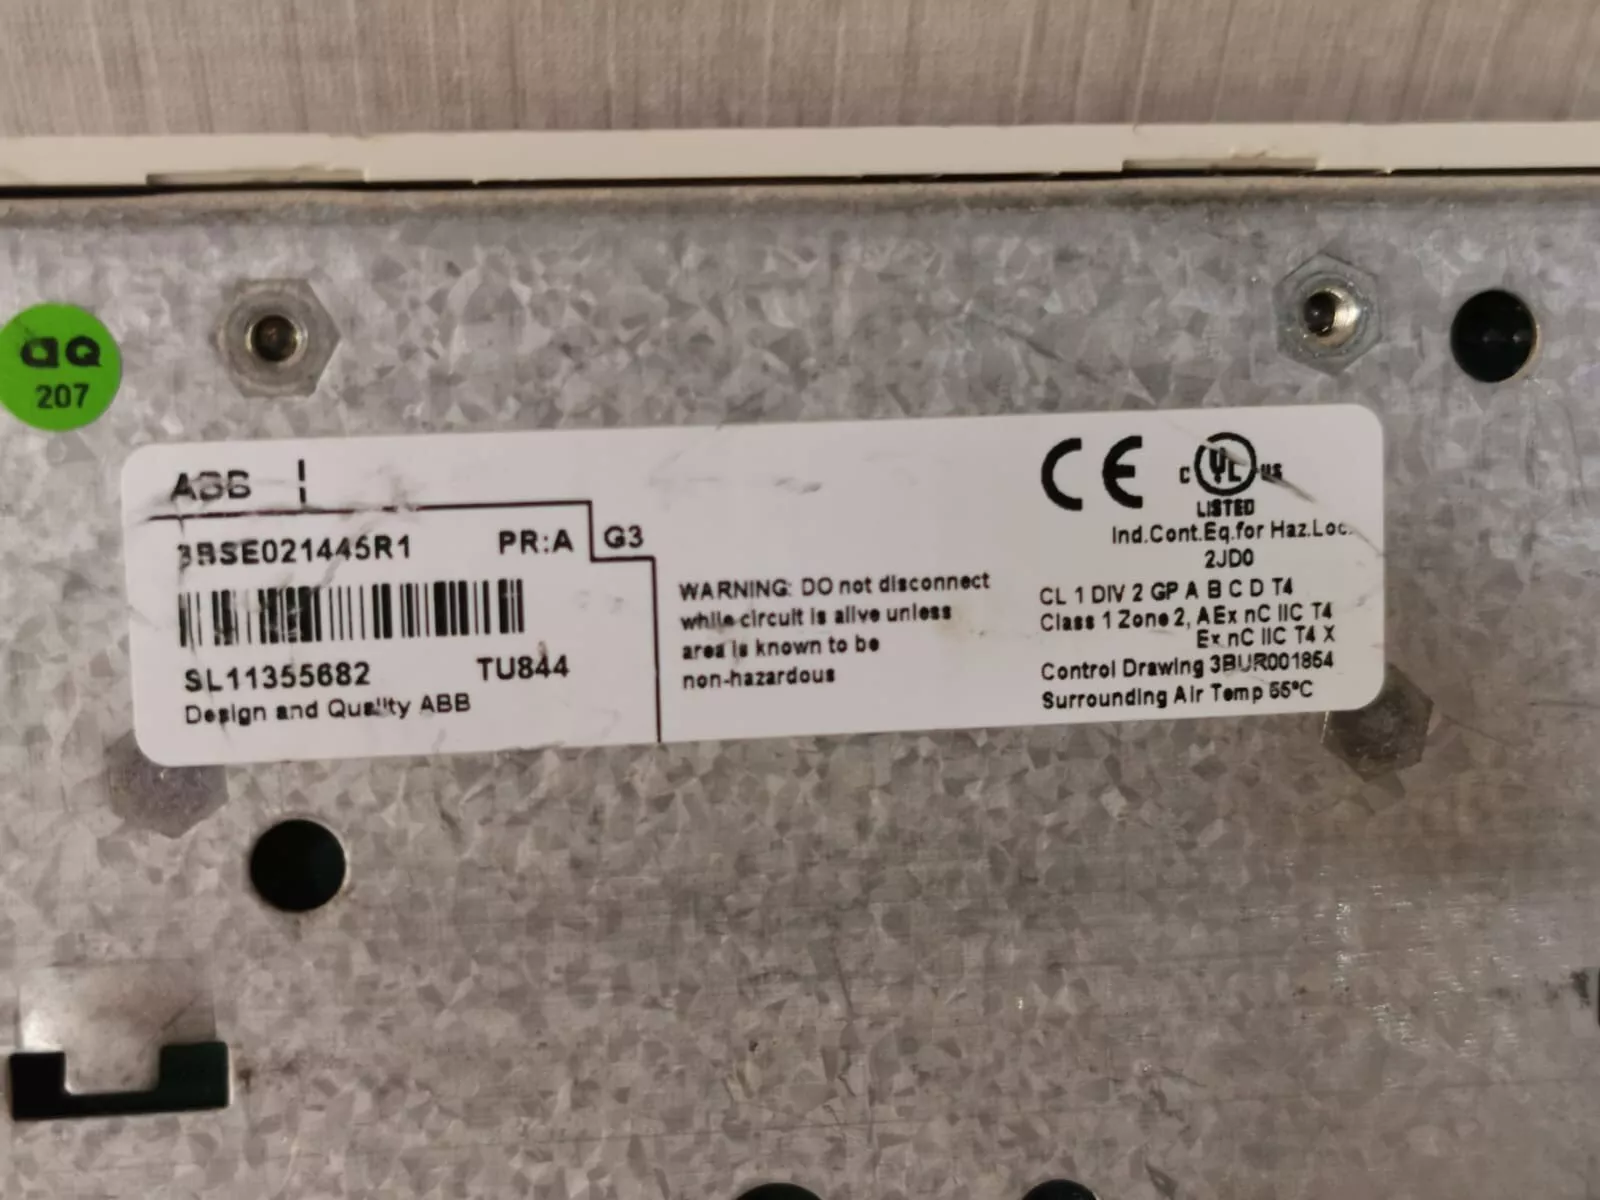 aQ
207
ABB
3BSE021445R1 PR:A G3
SL11355682 TU844
Design and Quality ABB
WARNING: DO not disconnect
while circuit is alive unless
area is known to be
non-hazardous
CE
C UL US
LISTED
Ind.Cont.Eq.for Haz.Loc.
2JD0
CL 1 DIV 2 GP A B C D T4
Class 1 Zone 2, AEx nC IIC T4
Ex nC IIC T4 X
Control Drawing 3BUR001854
Surrounding Air Temp 55°C